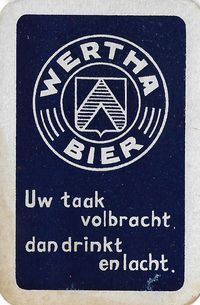 WERTHA
BIER
Uw taak
volbracht
dan drinkt
en lacht.